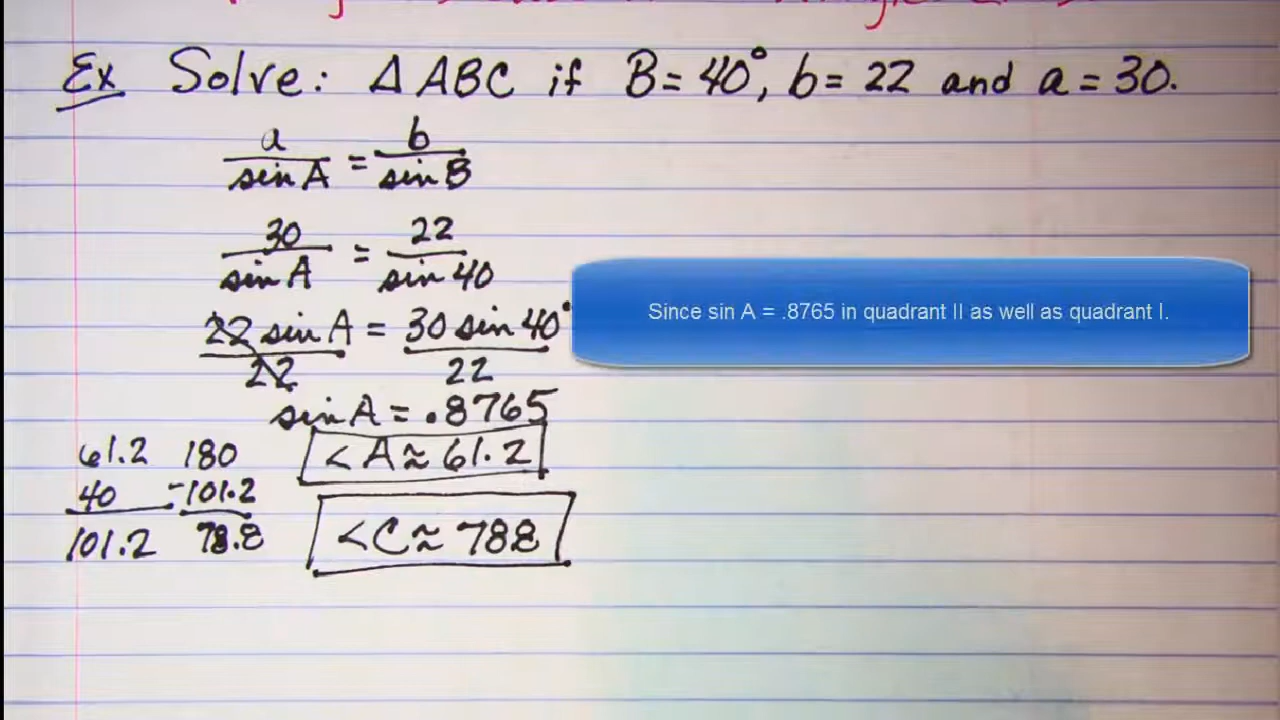 Ex Solve: Δ ABC if B = 40°, b = 22 and a = 30.
a/sin A = b/sin B
30/sin A = 22/sin 40
22 sin A/22 = 30 sin 40°/22
Since sin A = .8765 in quadrant II as well as quadrant I.
sin A = .8765
61.2 180
<A ≈ 61.2
40 -101.2
101.2 78.8
<C ≈ 78.8